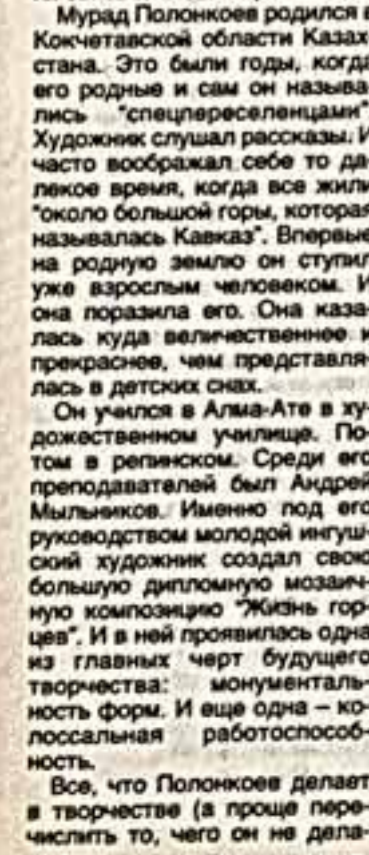 Мурад Полонкоев родился в
Кокчетавской области Казах-
стана. Это были годы, когда
его родные и сам он называ-
лись "спецпереселенцами".
Художник слушал рассказы. И
часто воображал себе то да-
лекое время, когда все жили
"около большой горы, которая
называлась Кавказ". Впервые
на родную землю он ступил
уже взрослым человеком. И
она поразила его. Она каза-
лась куда величественнее и
прекраснее, чем представля-
лась в детских снах.
Он учился в Алма-Ате в ху-
дожественном училище. По-
том в репинском. Среди его
преподавателей был Андрей
Мыльников. Именно под его
руководством молодой ингуш-
ский художник создал свою
большую дипломную мозаич-
ную композицию "Жизнь гор-
цев". И в ней проявилась одна
из главных черт будущего
творчества: монументаль-
ность форм. И еще одна – ко-
лоссальная работоспособ-
ность.
Все, что Полонкоев делает
в творчестве (а проще пере-
числить то, чего он не дела-